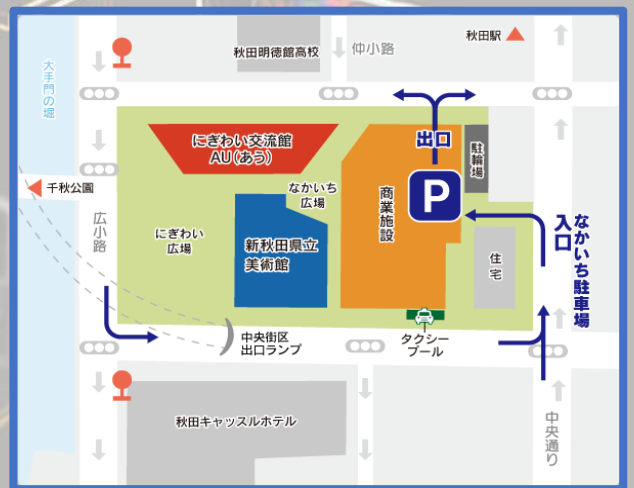 秋田駅
仲小路
秋田明徳館高校
大手門の堀
出口
にぎわい交流館
AU(あう)
駐輪場
千秋公園
なかいち
広場
商業施設
P
入口
なかいち駐車場
広小路
にぎわい
広場
新秋田県立
美術館
住宅
中央街区
出口ランプ
タクシー
プール
秋田キャッスルホテル
中央通り